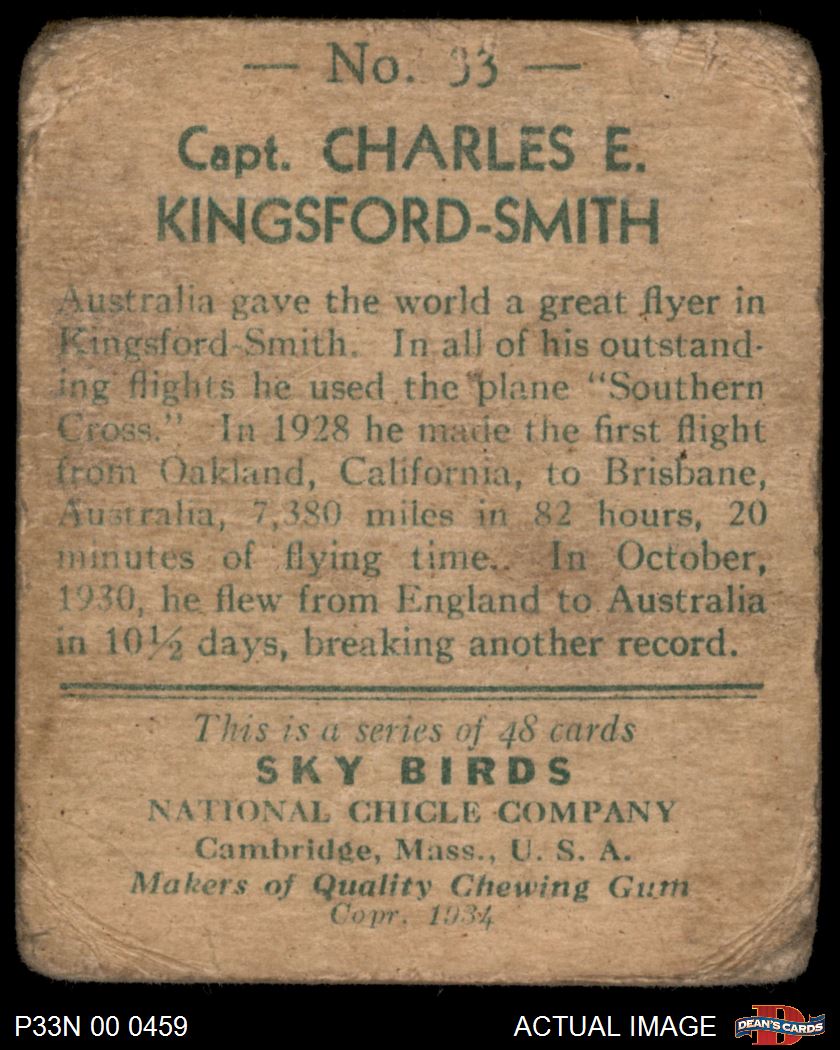 — No. 33 —
Capt. CHARLES E.
KINGSFORD-SMITH
Australia gave the world a great flyer in
Kingsford-Smith. In all of his outstand-
ing flights he used the plane “Southern
Cross.” In 1928 he made the first flight
from Oakland, California, to Brisbane,
Australia, 7,380 miles in 82 hours, 20
minutes of flying time.. In October,
1930, he flew from England to Australia
in 10½ days, breaking another record.
This is a series of 48 cards
SKY BIRDS
NATIONAL CHICLE COMPANY
Cambridge, Mass., U. S. A.
Makers of Quality Chewing Gum
Copr. 1934
P33N 00 0459
ACTUAL IMAGE
D
DEAN'S CARDS